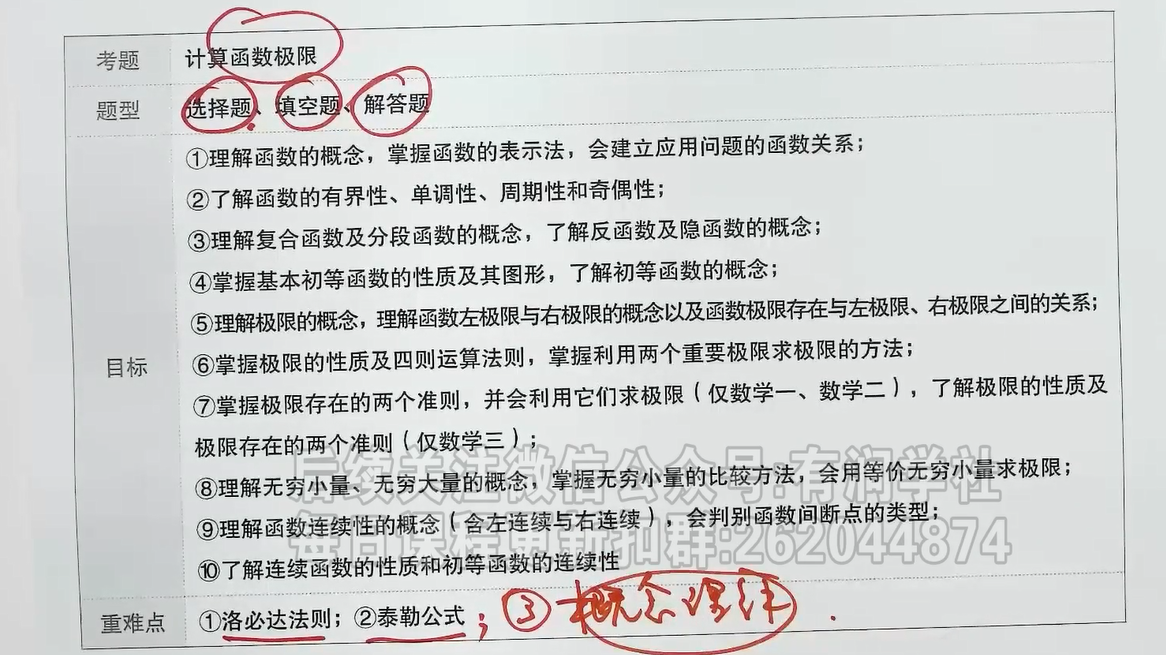 考题 计算函数极限
题型 选择题、填空题、解答题
①理解函数的概念，掌握函数的表示法，会建立应用问题的函数关系；
②了解函数的有界性、单调性、周期性和奇偶性；
③理解复合函数及分段函数的概念，了解反函数及隐函数的概念；
④掌握基本初等函数的性质及其图形，了解初等函数的概念；
⑤理解极限的概念，理解函数左极限与右极限的概念以及函数极限存在与左极限、右极限之间的关系；
目标 ⑥掌握极限的性质及四则运算法则，掌握利用两个重要极限求极限的方法；
⑦掌握极限存在的两个准则，并会利用它们求极限（仅数学一、数学二），了解极限的性质及
极限存在的两个准则（仅数学三）；
后续关注微信公众号:有润学社
⑧理解无穷小量、无穷大量的概念，掌握无穷小量的比较方法，会用等价无穷小量求极限；
⑨理解函数连续性的概念（含左连续与右连续），会判别函数间断点的类型；
每日课程更新扣群:262044874
⑩了解连续函数的性质和初等函数的连续性
重难点 ①洛必达法则；②泰勒公式；③概念理